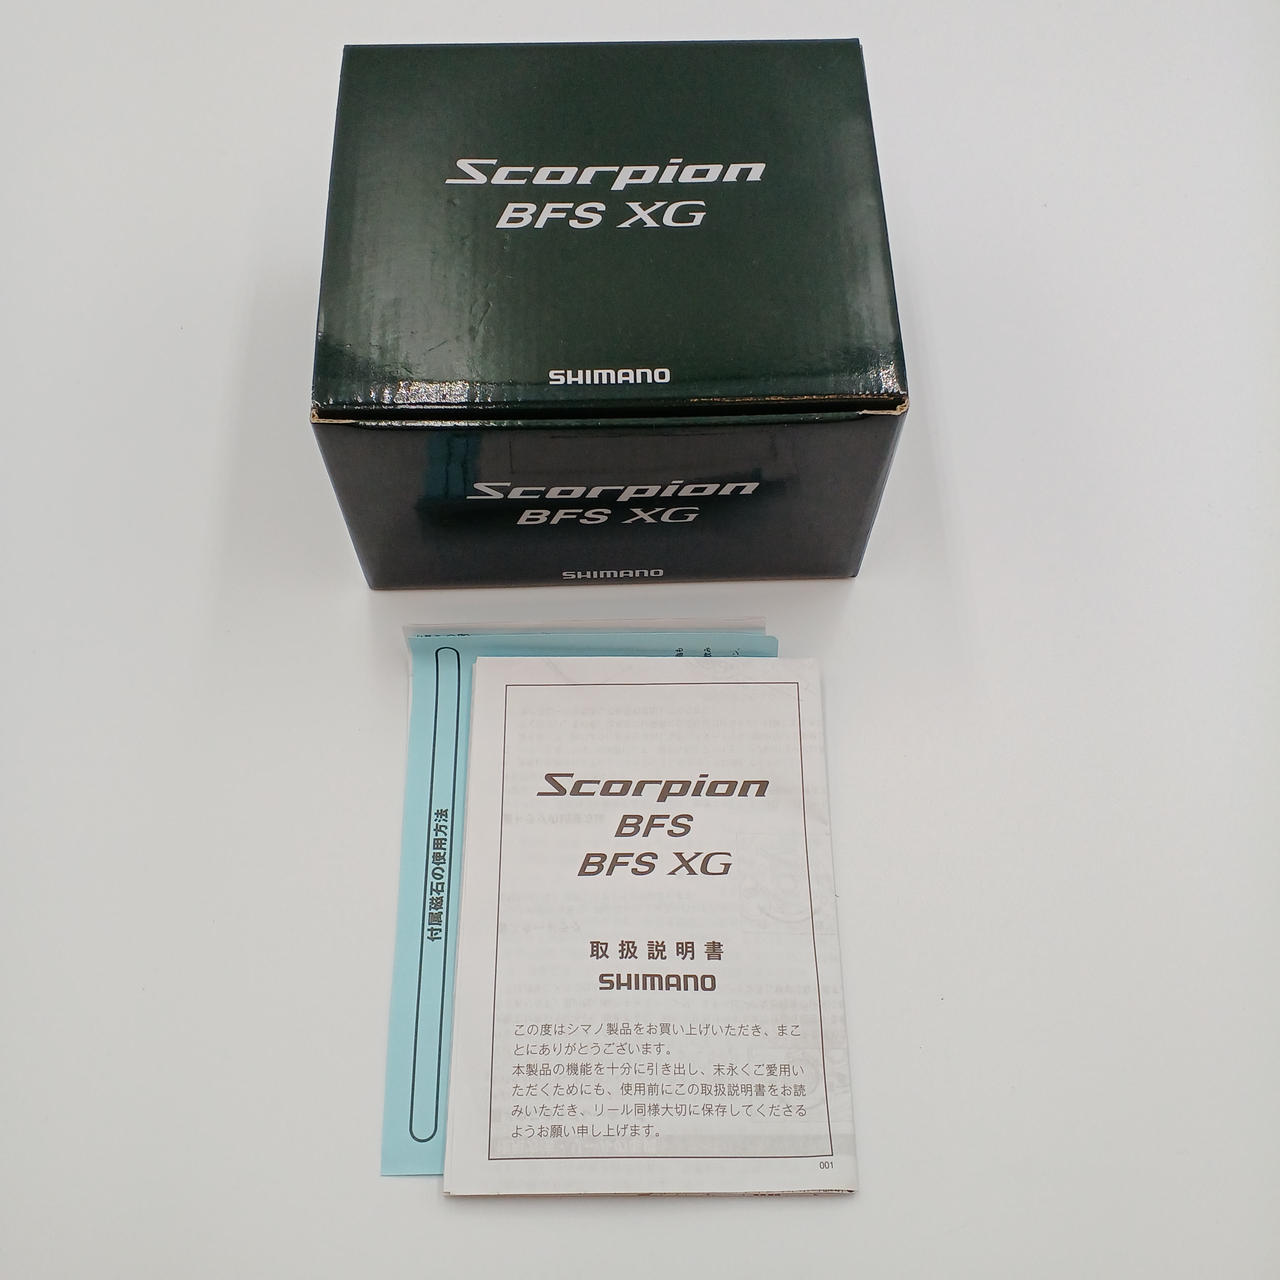 Scorpion
BFS XG
SHIMANO
Scorpion
BFS XG
SHIMANO
付属磁石の使用方法
Scorpion
BFS
BFS XG
取扱説明書
SHIMANO
この度はシマノ製品をお買い上げいただき、まこ
とにありがとうございます。
本製品の機能を十分に引き出し、末永くご愛用い
ただくためにも、使用前にこの取扱説明書をお読
みいただき、リール同様大切に保存してくださる
ようお願い申し上げます。
001